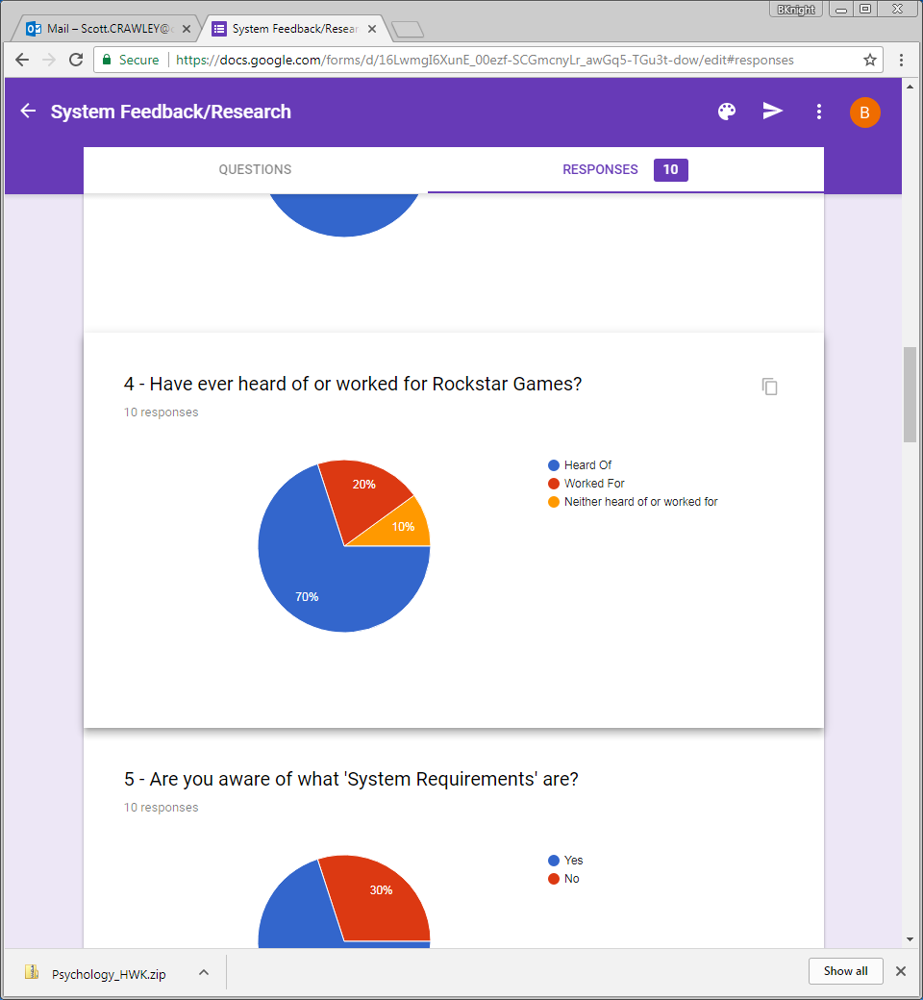 BKnight
Mail – Scott.CRAWLEY@
System Feedback/Resear
Secure
https://docs.google.com/forms/d/16LwmgI6XunE_00ezf-SCGmcnyLr_awGq5-TGu3t-dow/edit#responses
System Feedback/Research
B
QUESTIONS
RESPONSES 10
4 - Have ever heard of or worked for Rockstar Games?
10 responses
Heard Of
Worked For
Neither heard of or worked for
20%
10%
70%
5 - Are you aware of what 'System Requirements' are?
10 responses
Yes
No
30%
Psychology_HWK.zip
Show all